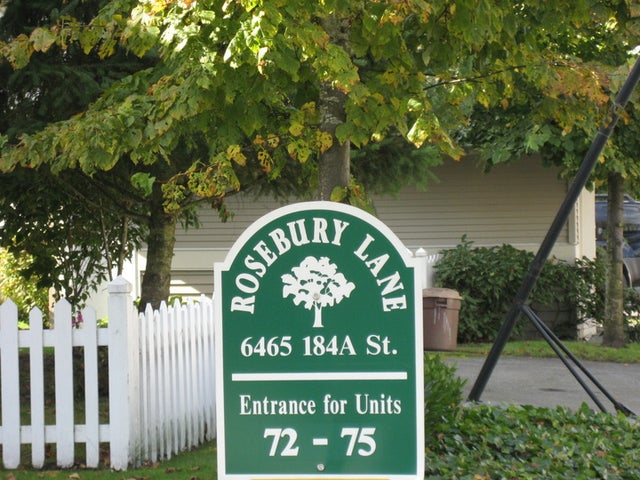 ROSEBURY LANE
6465 184A St.
Entrance for Units
72 - 75